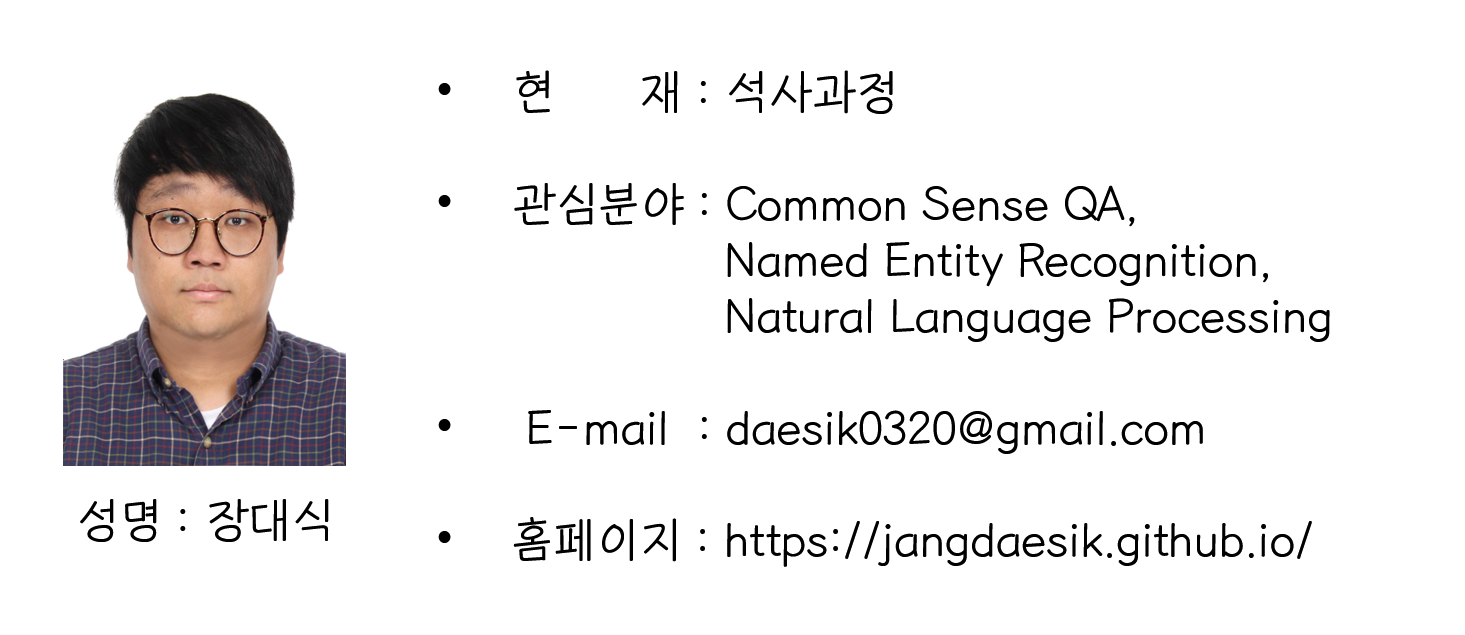 • 현 재 : 석사과정
• 관심분야 : Common Sense QA,
Named Entity Recognition,
Natural Language Processing
• E-mail : daesik0320@gmail.com
• 홈페이지 : https://jangdaesik.github.io/
성명 : 장대식